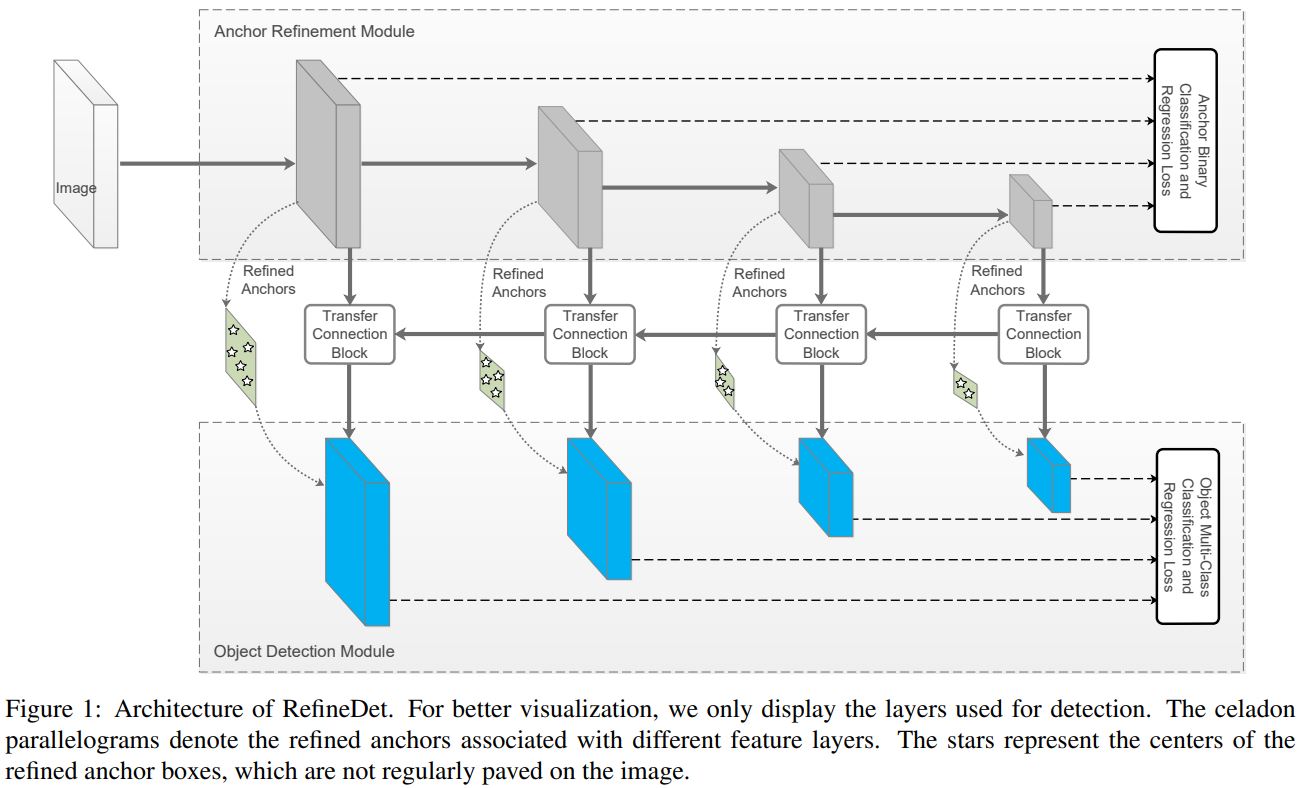 Anchor Refinement Module
Image
Anchor Binary
Classification and
Regression Loss
Refined
Anchors
Refined
Anchors
Refined
Anchors
Refined
Anchors
Transfer
Connection
Block
Transfer
Connection
Block
Transfer
Connection
Block
Transfer
Connection
Block
Object Multi-Class
Classification and
Regression Loss
Object Detection Module
Figure 1: Architecture of RefineDet. For better visualization, we only display the layers used for detection. The celadon
parallelograms denote the refined anchors associated with different feature layers. The stars represent the centers of the
refined anchor boxes, which are not regularly paved on the image.